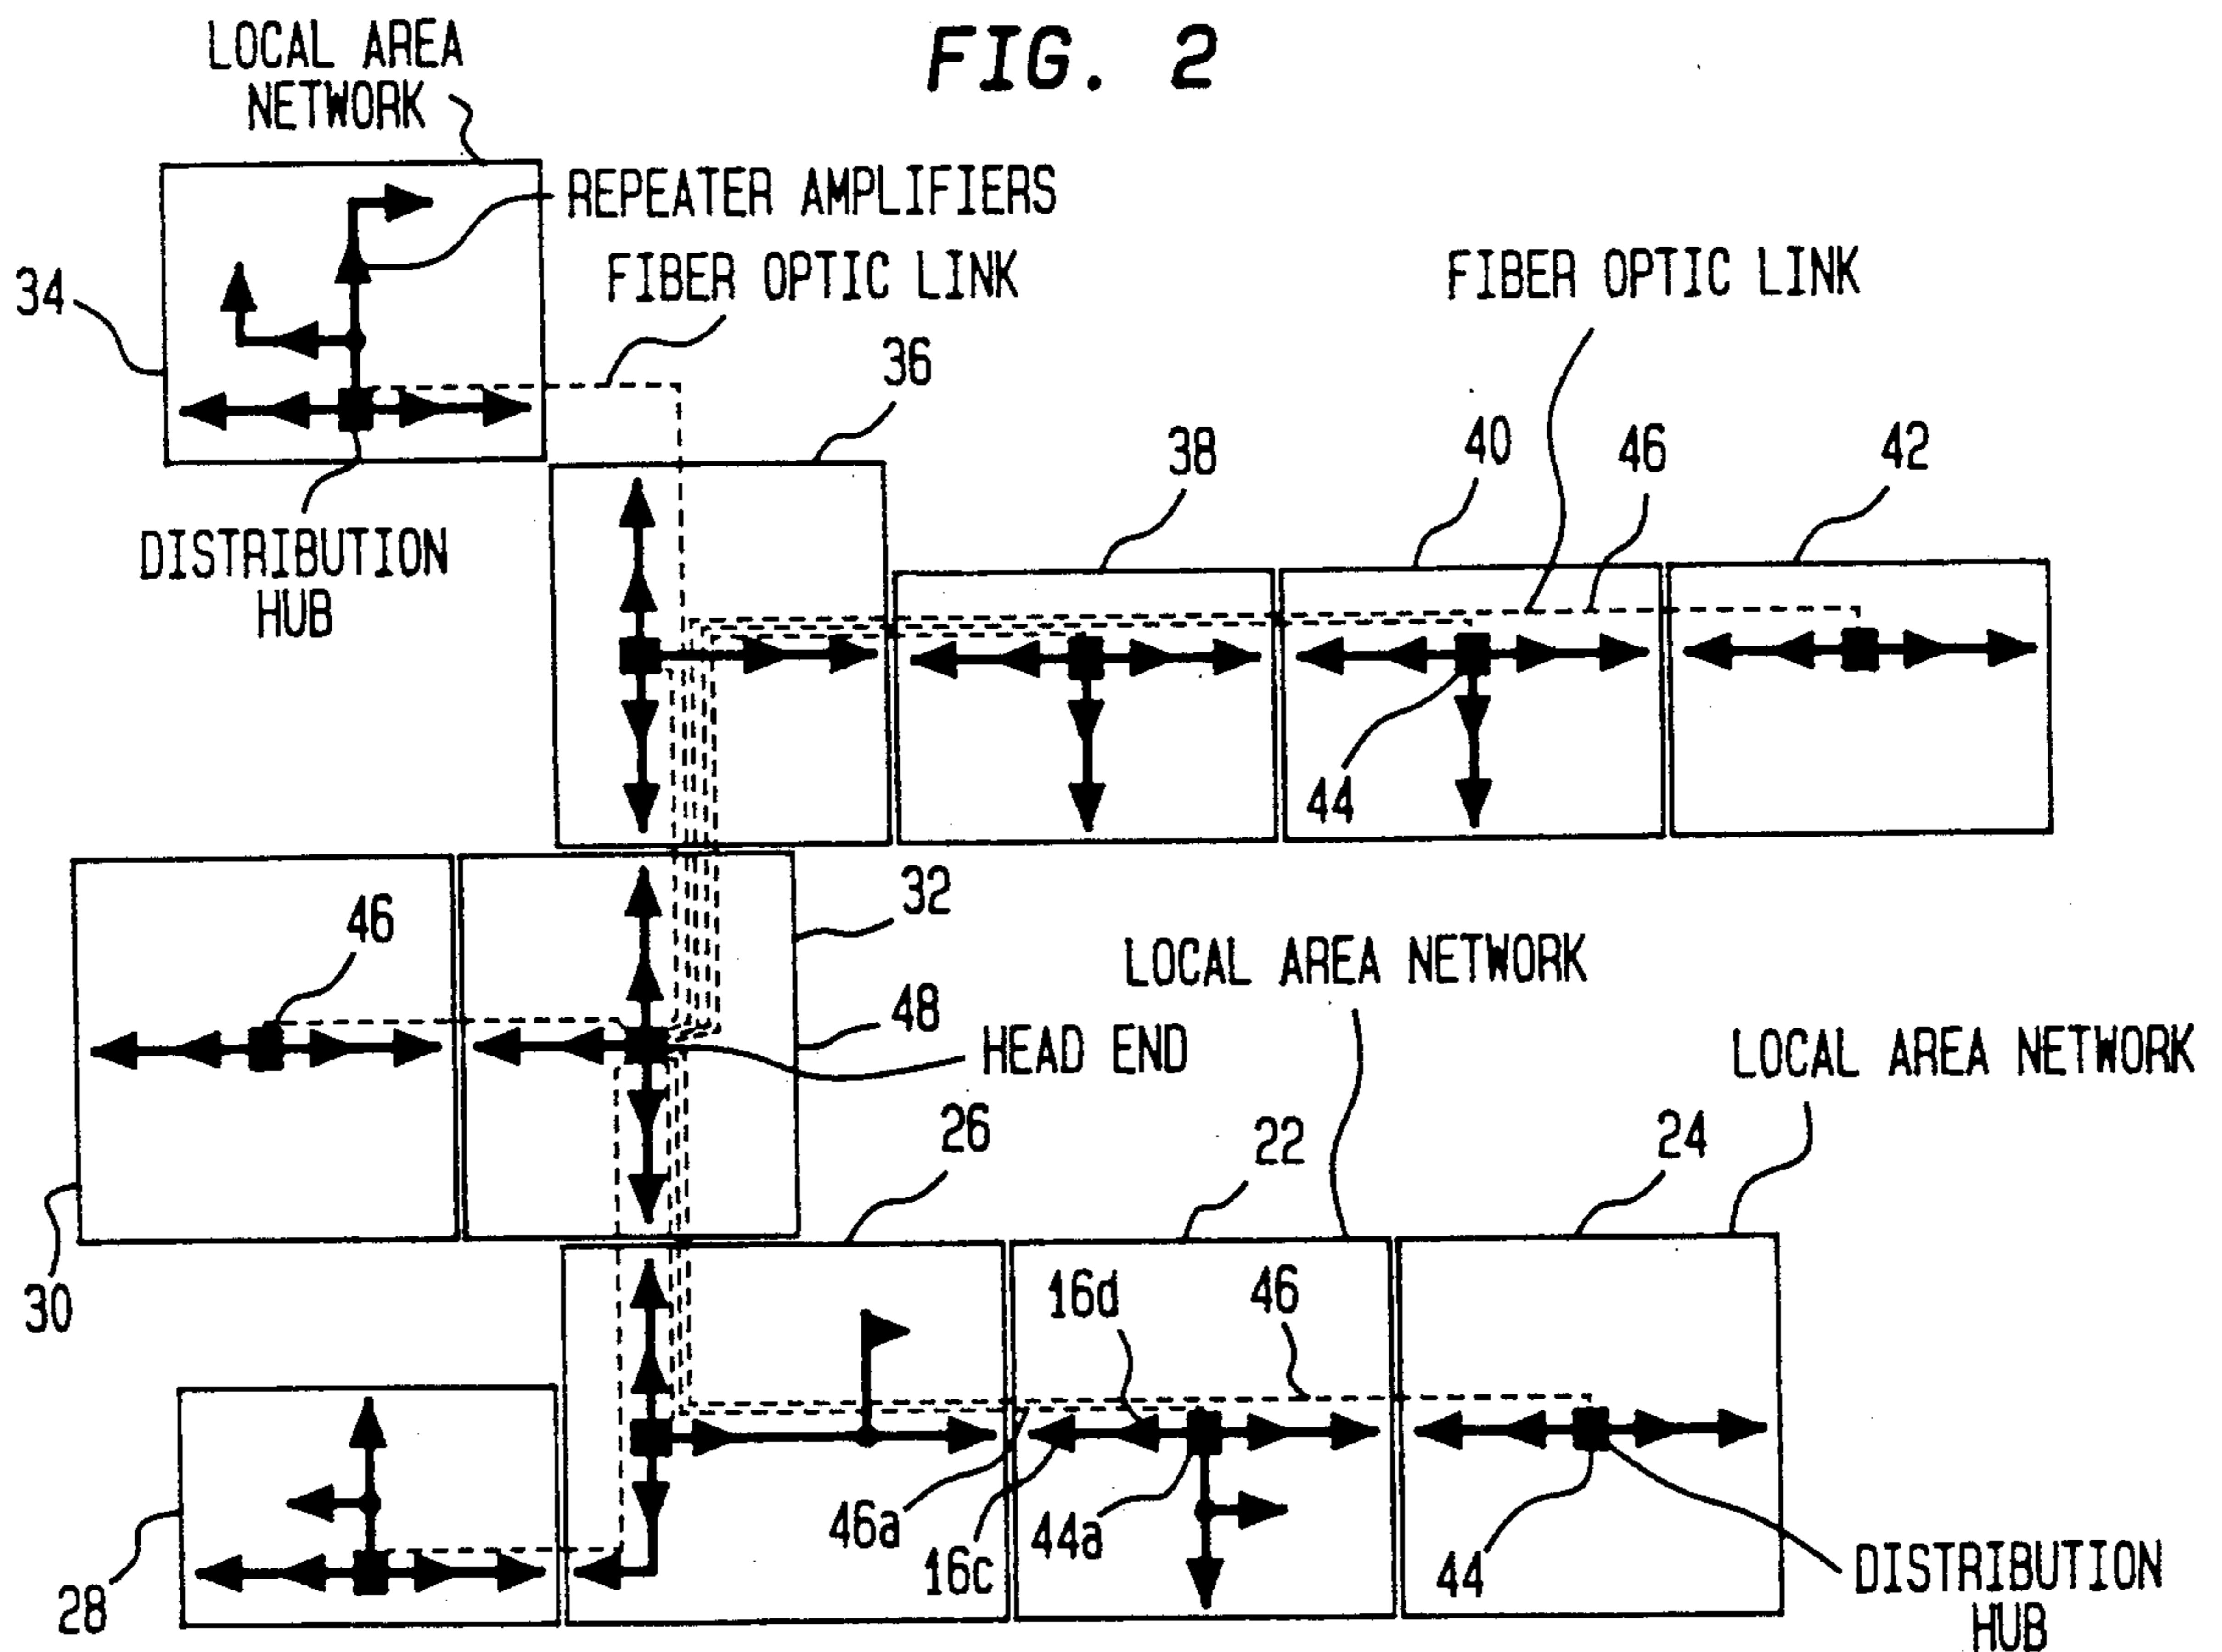 FIG. 2
LOCAL AREA
NETWORK
REPEATER AMPLIFIERS
FIBER OPTIC LINK
FIBER OPTIC LINK
34
36
38
40
46
42
DISTRIBUTION
HUB
44
32
46
LOCAL AREA NETWORK
48
HEAD END
LOCAL AREA NETWORK
26
22
24
30
16d
46
46a
16c
44a
44
28
DISTRIBUTION
HUB